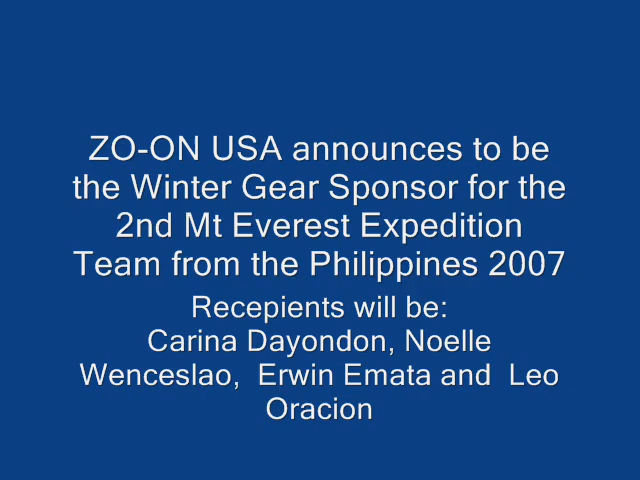 ZO-ON USA announces to be
the Winter Gear Sponsor for the
2nd Mt Everest Expedition
Team from the Philippines 2007
Recepients will be:
Carina Dayondon, Noelle
Wenceslao,  Erwin Emata and  Leo
Oracion